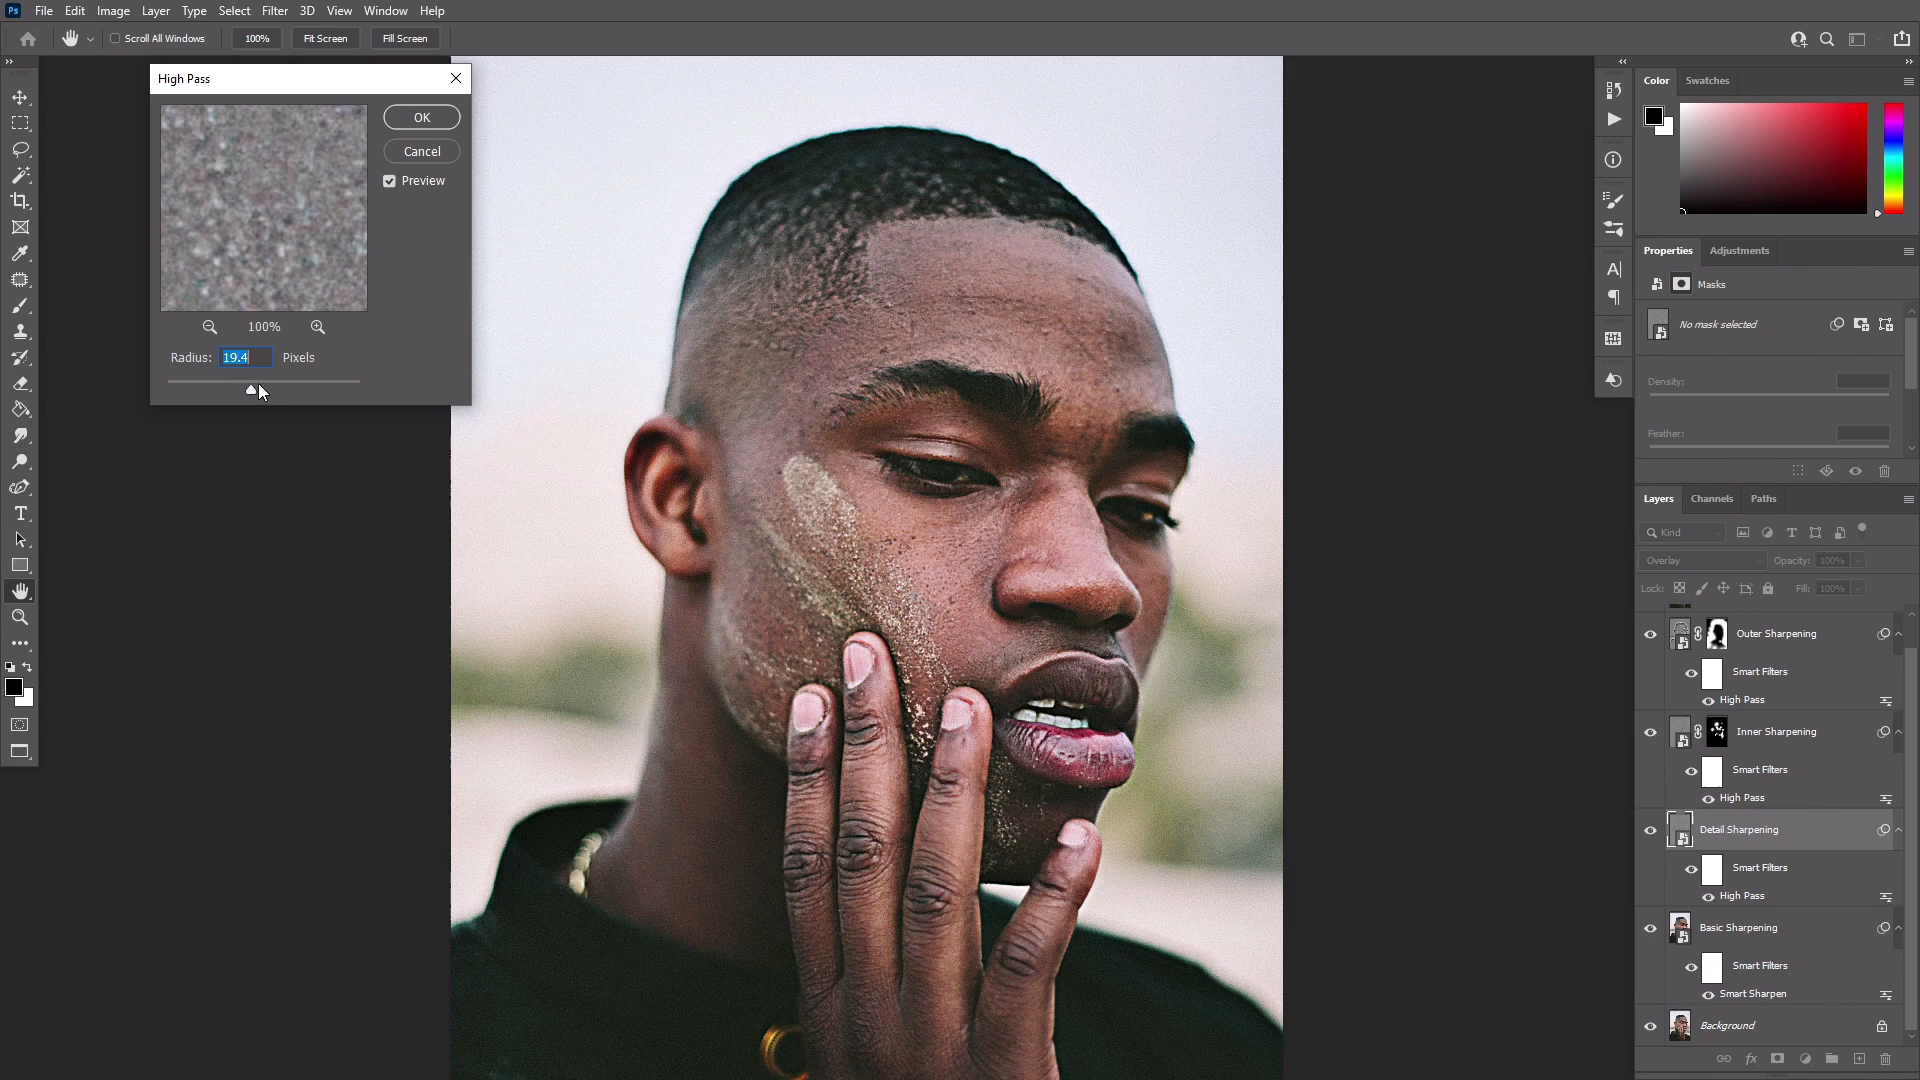 Ps File Edit Image Layer Type Select Filter 3D View Window Help
Scroll All Windows 100% Fit Screen Fill Screen
High Pass
OK
Cancel
Preview
100%
Radius: 19.4 Pixels
Color Swatches
Properties Adjustments
Masks
No mask selected
Density:
Feather:
Layers Channels Paths
Kind
Overlay Opacity: 100%
Lock: Fill: 100%
Outer Sharpening
Smart Filters
High Pass
Inner Sharpening
Smart Filters
High Pass
Detail Sharpening
Smart Filters
High Pass
Basic Sharpening
Smart Filters
Smart Sharpen
Background